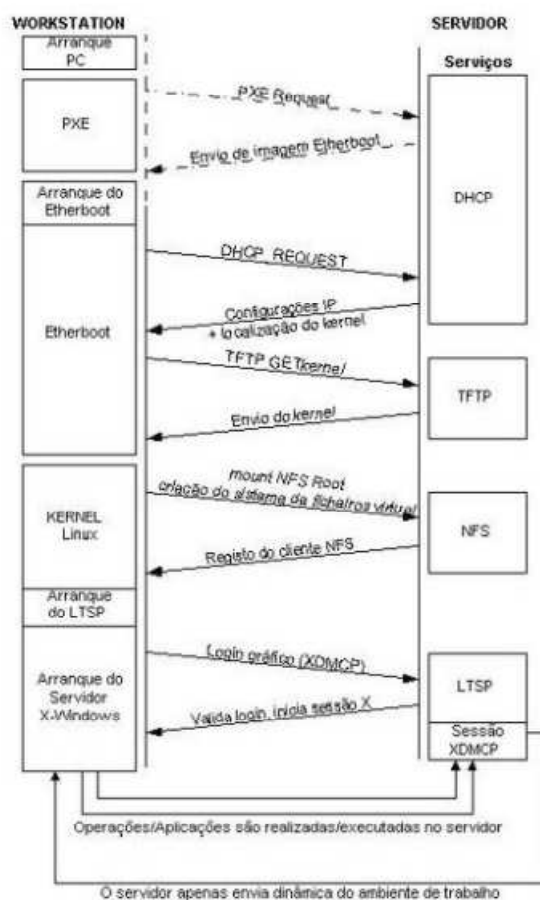 WORKSTATION
SERVIDOR
Arranque
PC
Serviços
PXE Request
PXE
Envio de imagem Etherboot
DHCP
Arranque do
Etherboot
DHCP_REQUEST
Etherboot
Configurações IP
+ localização do kernel
TFTP GETkernel
TFTP
Envio do kernel
mount NFS Root
criação do sistema de ficheiros virtual
KERNEL
Linux
NFS
Registo do cliente NFS
Arranque
do LTSP
Login gráfico (XDMCP)
Arranque do
Servidor
X-Windows
LTSP
Valida login, inicia sessão X
Sessão
XDMCP
Operações/Aplicações são realizadas/executadas no servidor
O servidor apenas envia dinâmica do ambiente de trabalho